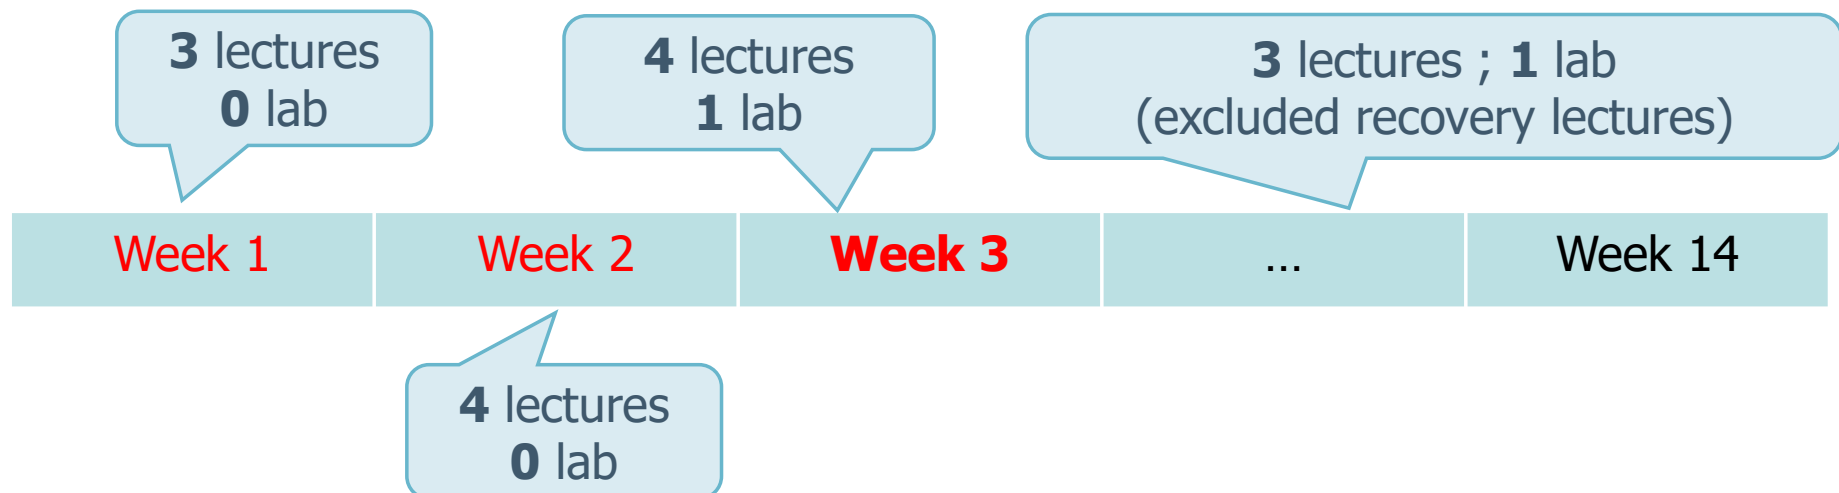 3 lectures
0 lab
4 lectures
1 lab
3 lectures ; 1 lab
(excluded recovery lectures)
Week 1
Week 2
Week 3
...
Week 14
4 lectures
0 lab